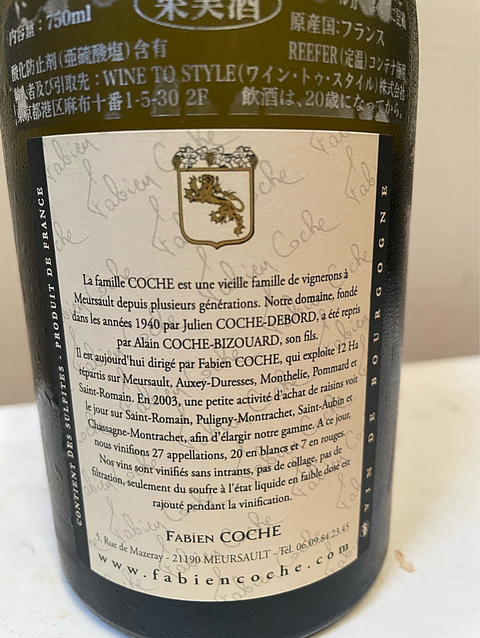 果実酒
内容量：750ml
原産国:フランス
酸化防止剤(亜硫酸塩)含有
REEFER(定温)コンテナ使用
輸入者及び引取先：WINE TO STYLE(ワイン・トゥ・スタイル)株式会社
東京都港区麻布十番1-5-30 2F 飲酒は、20歳になってから。
Fabien Coche
CONTIENT DES SULFITES - PRODUIT DE FRANCE
La famille COCHE est une vieille famille de vignerons à
Meursault depuis plusieurs générations. Notre domaine, fondé
dans les années 1940 par Julien COCHE-DEBORD, a été repris
par Alain COCHE-BIZOUARD, son fils.
Il est aujourd'hui dirigé par Fabien COCHE, qui exploite 12 Ha
répartis sur Meursault, Auxey-Duresses, Monthelie, Pommard et
Saint-Romain. En 2003, une petite activité d'achat de raisins voit
le jour sur Saint-Romain, Puligny-Montrachet, Saint-Aubin et
Chassagne-Montrachet, afin d'élargir notre gamme. A ce jour,
nous vinifions 27 appellations, 20 en blancs et 7 en rouges.
Nos vins sont vinifiés sans intrants, pas de collage, pas de
filtration, seulement du soufre à l'état liquide en faible dose est
rajouté pendant la vinification.
FABIEN COCHE
5, Rue de Mazeray - 21190 MEURSAULT - Tél. 06.09.84.23.45
www.fabiencoche.com
VIN DE BOURGOGNE